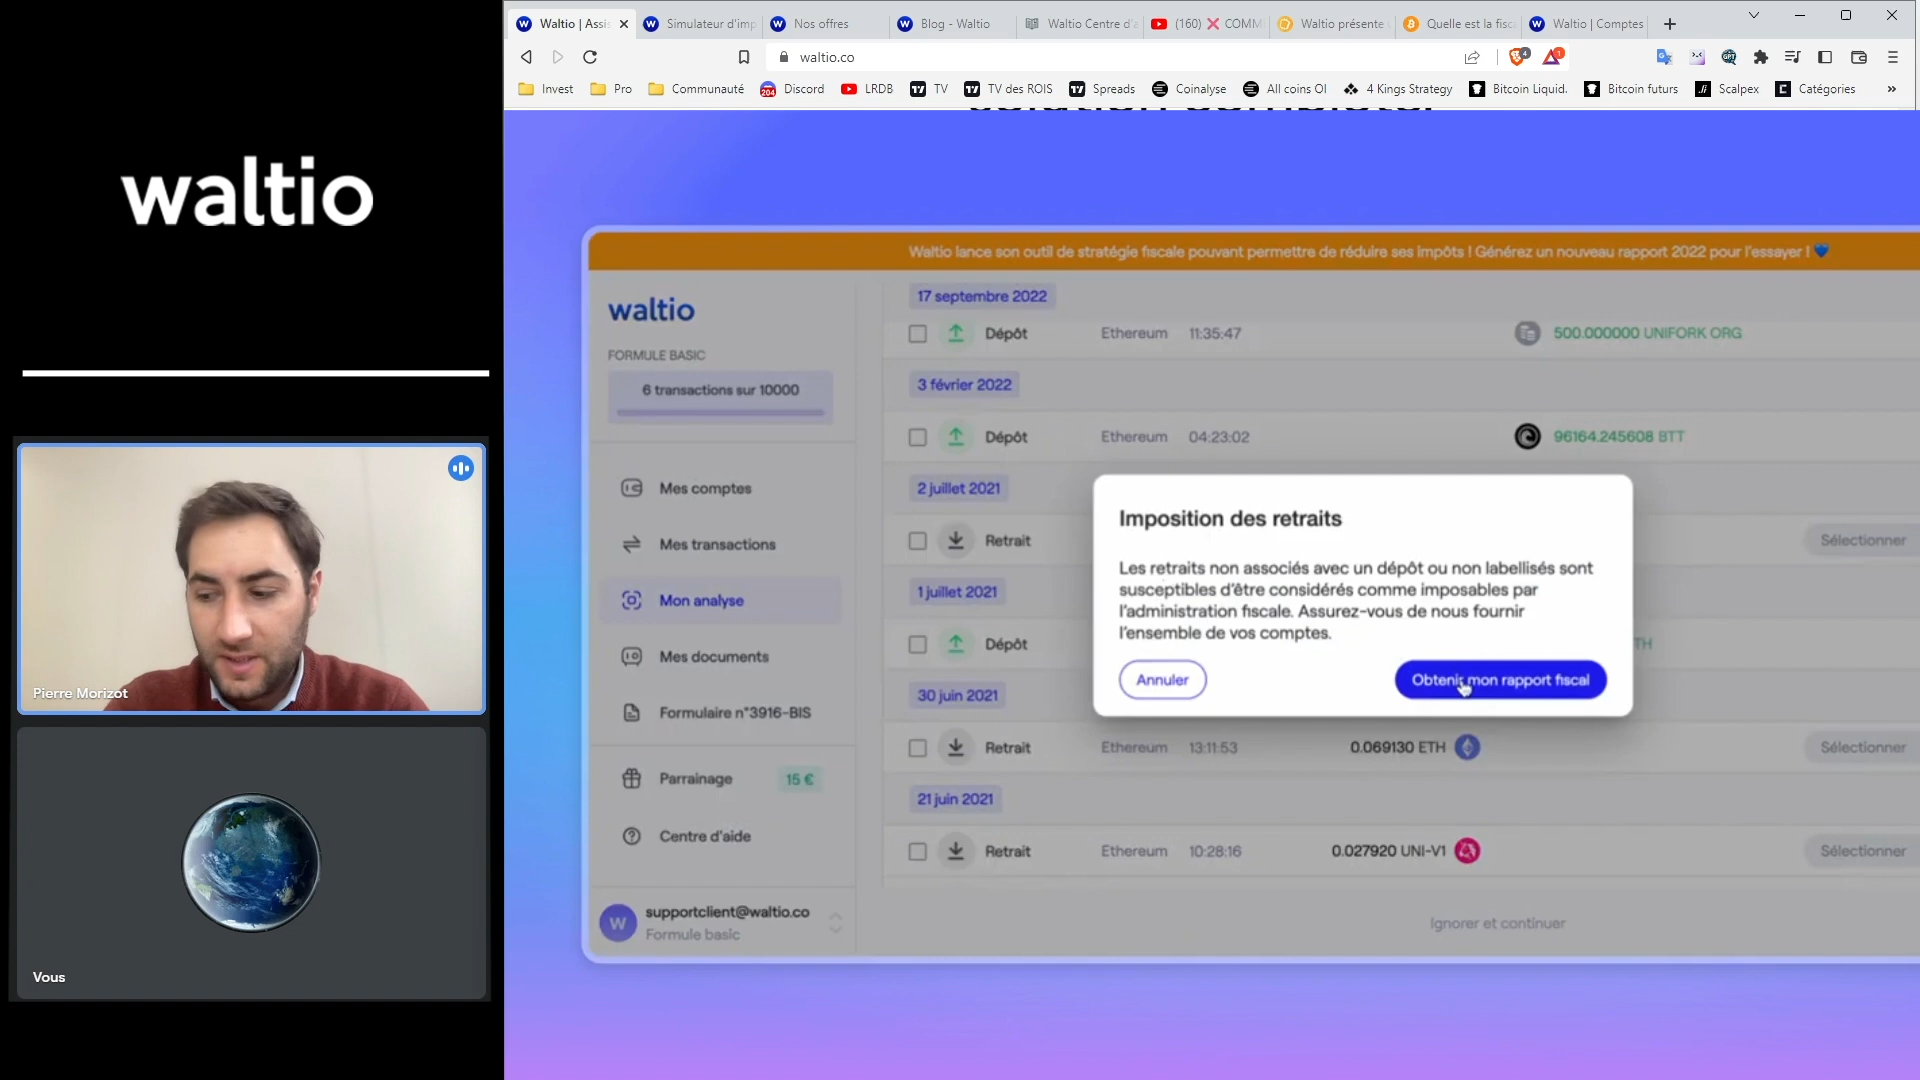 waltio
Pierre Morizot
Vous
Waltio | Assis
Simulateur d'imp
Nos offres
Blog - Waltio
Waltio Centre d'a
(160) ❌ COMM
Waltio présente
Quelle est la fisc
Waltio | Comptes
waltio.co
4
1
Invest
Pro
Communauté
204
Discord
LRDB
TV
TV des ROIS
Spreads
Coinalyse
All coins OI
4 Kings Strategy
Bitcoin Liquid.
Bitcoin futurs
Scalpex
Catégories
»
Waltio lance son outil de stratégie fiscale pouvant permettre de réduire ses impôts ! Générez un nouveau rapport 2022 pour l'essayer ! 💙
waltio
FORMULE BASIC
6 transactions sur 10000
Mes comptes
Mes transactions
Mon analyse
Mes documents
Formulaire n°3916-BIS
Parrainage 15 €
Centre d'aide
W
supportclient@waltio.co
Formule basic
17 septembre 2022
Dépôt Ethereum 11:35:47 500.000000 UNIFORK ORG
3 février 2022
Dépôt Ethereum 04:23:02 96164.245608 BTT
2 juillet 2021
Retrait Sélectionner
1 juillet 2021
Dépôt TH
30 juin 2021
Retrait Ethereum 13:11:53 0.069130 ETH Sélectionner
21 juin 2021
Retrait Ethereum 10:28:16 0.027920 UNI-V1 Sélectionner
Ignorer et continuer
Imposition des retraits
Les retraits non associés avec un dépôt ou non labellisés sont
susceptibles d'être considérés comme imposables par
l'administration fiscale. Assurez-vous de nous fournir
l'ensemble de vos comptes.
Annuler
Obtenir mon rapport fiscal